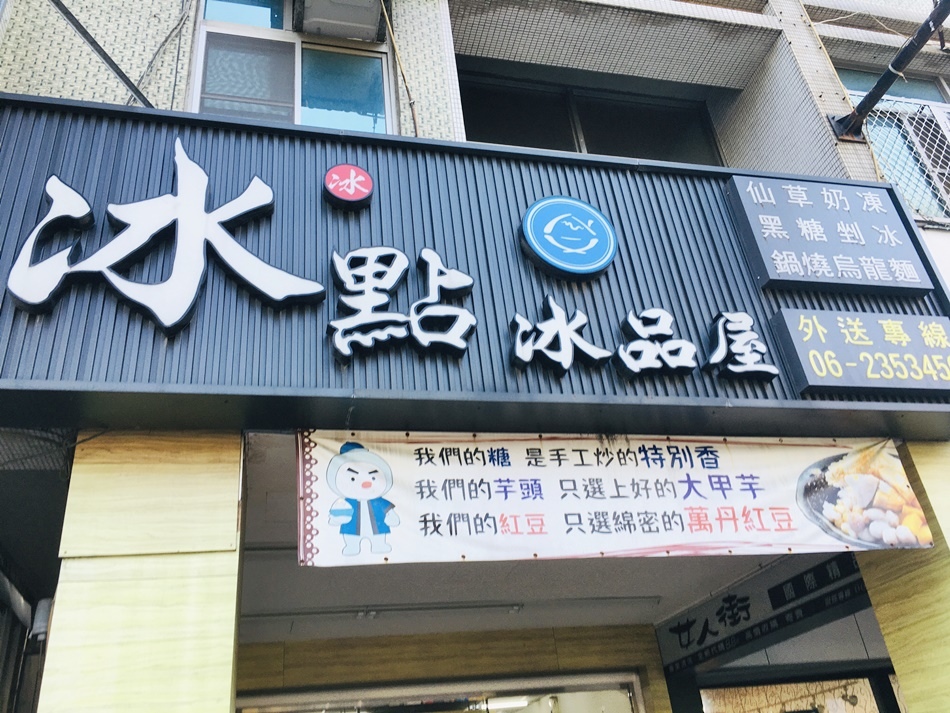 冰
冰點
冰品屋
仙草奶凍
黑糖剉冰
鍋燒烏龍麵
外送專線
06-235345
我們的糖 是手工炒的特別香
我們的芋頭 只選上好的大甲芋
我們的紅豆 只選綿密的萬丹紅豆
女人街
國際精